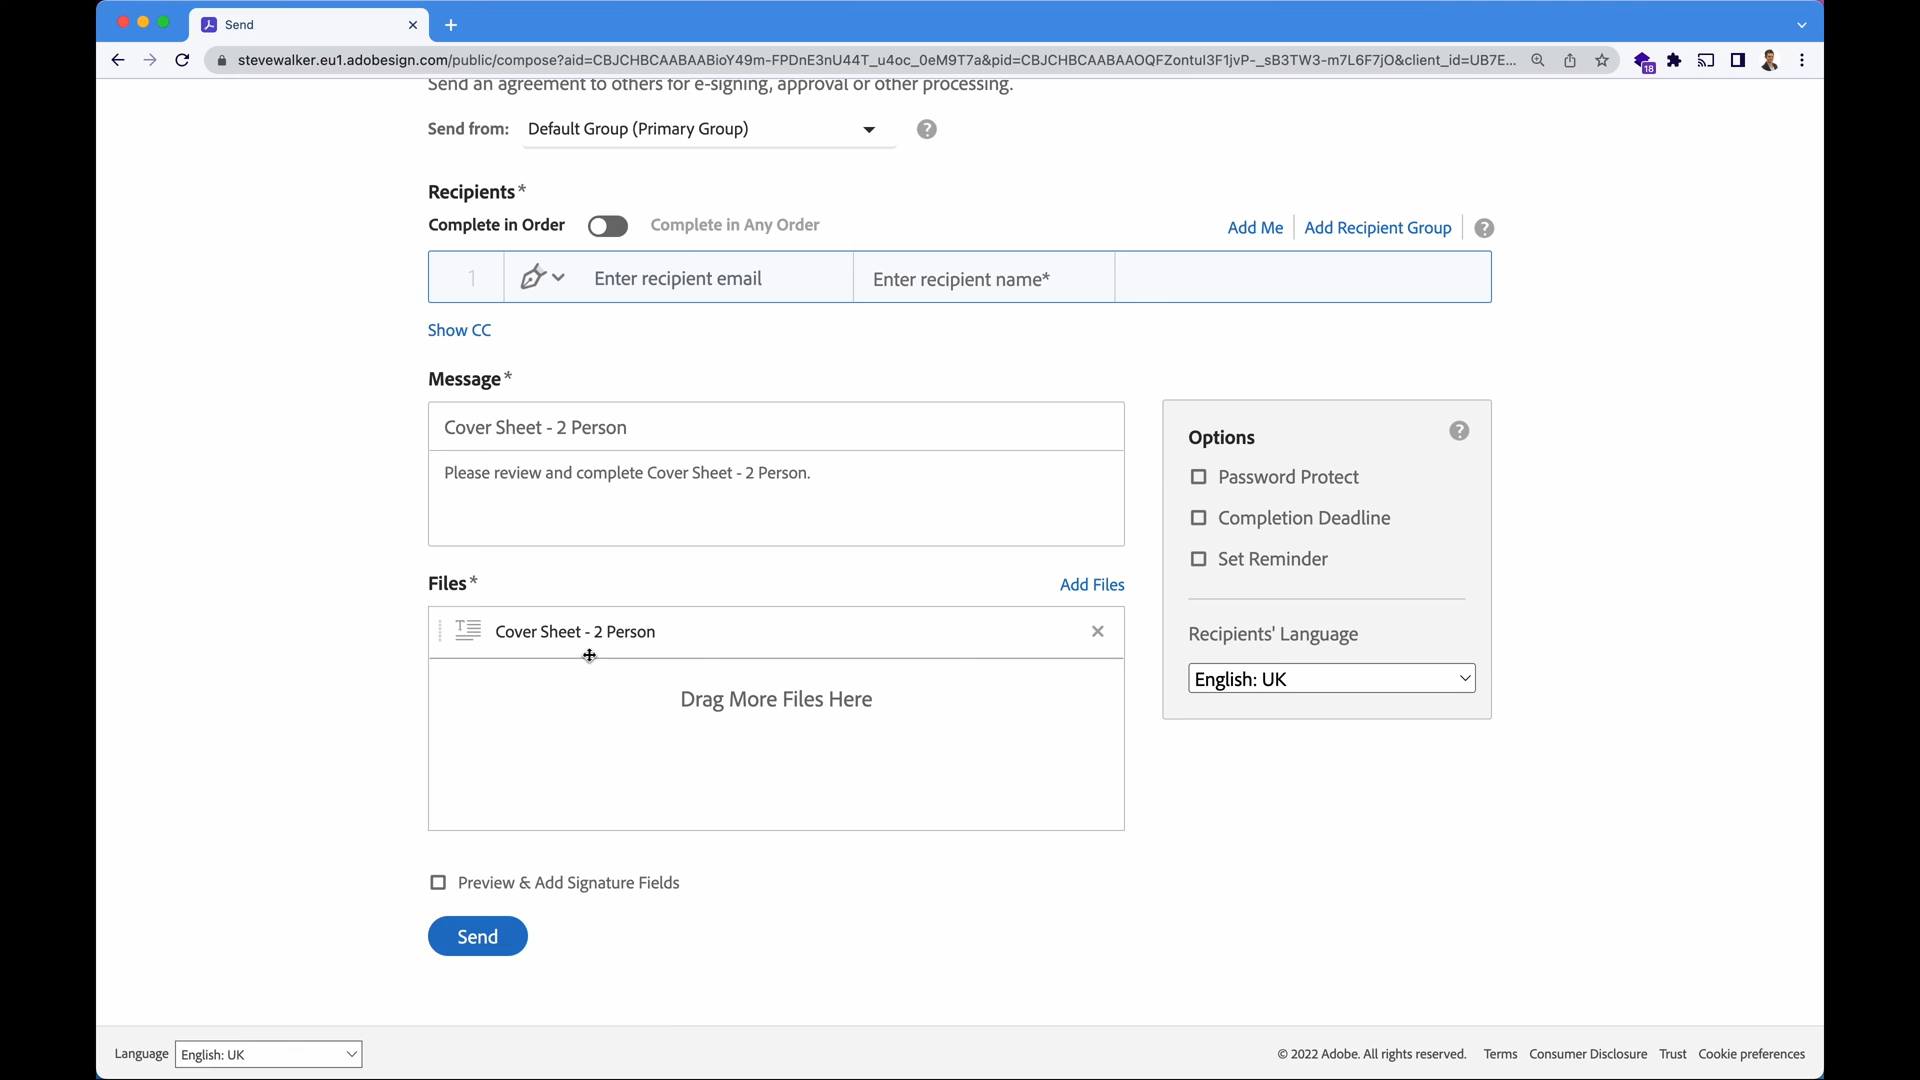 Send
stevewalker.eu1.adobesign.com/public/compose?aid=CBJCHBCAABAABioY49m-FPDnE3nU44T_u4oc_0eM9T7a&pid=CBJCHBCAABAAOQFZontuI3F1jvP-_sB3TW3-m7L6F7jO&client_id=UB7E...
18
Send an agreement to others for e-signing, approval or other processing.
Send from: Default Group (Primary Group) ?
Recipients*
Complete in Order Complete in Any Order Add Me Add Recipient Group ?
1 Enter recipient email Enter recipient name*
Show CC
Message*
Cover Sheet - 2 Person
Please review and complete Cover Sheet - 2 Person.
Options ?
Password Protect
Completion Deadline
Set Reminder
Recipients' Language
English: UK
Files* Add Files
Cover Sheet - 2 Person
Drag More Files Here
Preview & Add Signature Fields
Send
Language English: UK © 2022 Adobe. All rights reserved. Terms Consumer Disclosure Trust Cookie preferences